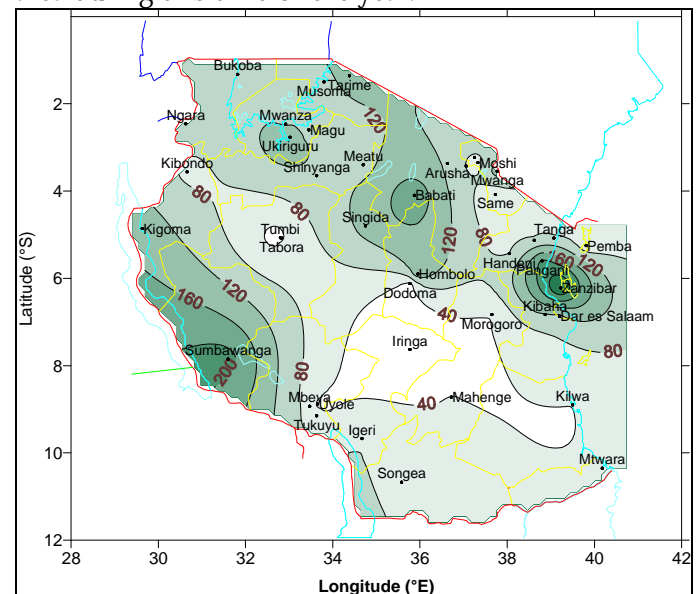 Bukoba
Musoma
Tarime
2
120
Ngara
Mwanza
Magu
Ukiriguru
Kibondo
Shinyanga
Meatu
Arusha
Moshi
Mwanga
4
80
80
Babati
Same
Kigoma
Tumbi
Tabora
Singida
120
80
Tanga
Pemba
Handeni
60
120
Pangani
6
160
120
Hombolo
Dodoma
Zanzibar
40
Kibaha
Dar es Salaam
Morogoro
Iringa
80
Sumbawanga
8
200
80
Mbeya
Uyole
40
Mahenge
Kilwa
Tukuyu
Igeri
10
Mtwara
Songea
12
28
30
32
34
36
38
40
42
Latitude (°S)
Longitude (°E)